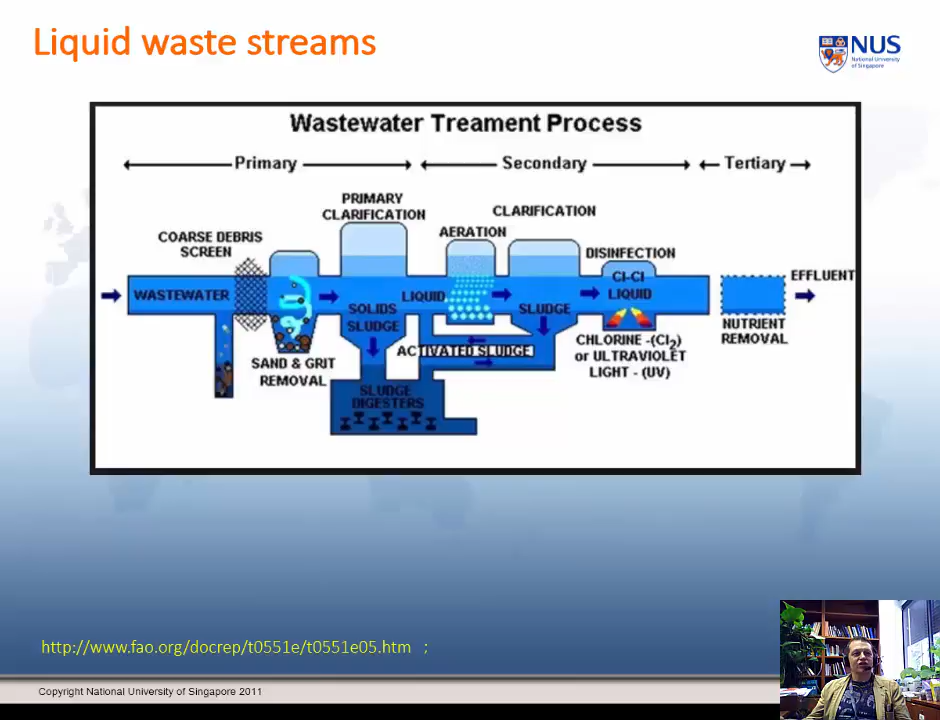 Liquid waste streams
NUS
National University
of Singapore
Wastewater Treament Process
Primary
Secondary
Tertiary
PRIMARY
CLARIFICATION
CLARIFICATION
AERATION
COARSE DEBRIS
SCREEN
DISINFECTION
WASTEWATER
LIQUID
Cl-Cl
LIQUID
EFFLUENT
SOLIDS
SLUDGE
SLUDGE
NUTRIENT
REMOVAL
SAND & GRIT
REMOVAL
ACTIVATED SLUDGE
CHLORINE -(Cl2)
or ULTRAVIOLET
LIGHT - (UV)
SLUDGE
DIGESTERS
http://www.fao.org/docrep/t0551e/t0551e05.htm ;
Copyright National University of Singapore 2011